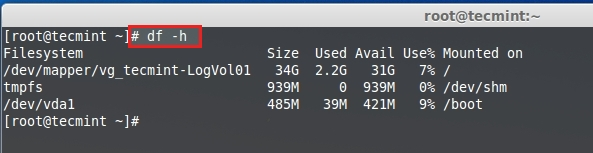 root@tecmint:~
[root@tecmint ]# df -h
Filesystem                    Size  Used Avail Use% Mounted on
/dev/mapper/vg_tecmint-LogVol01   34G  2.2G   31G   7% /
tmpfs                         939M     0  939M   0% /dev/shm
/dev/vda1                     485M   39M  421M   9% /boot
[root@tecmint ]#